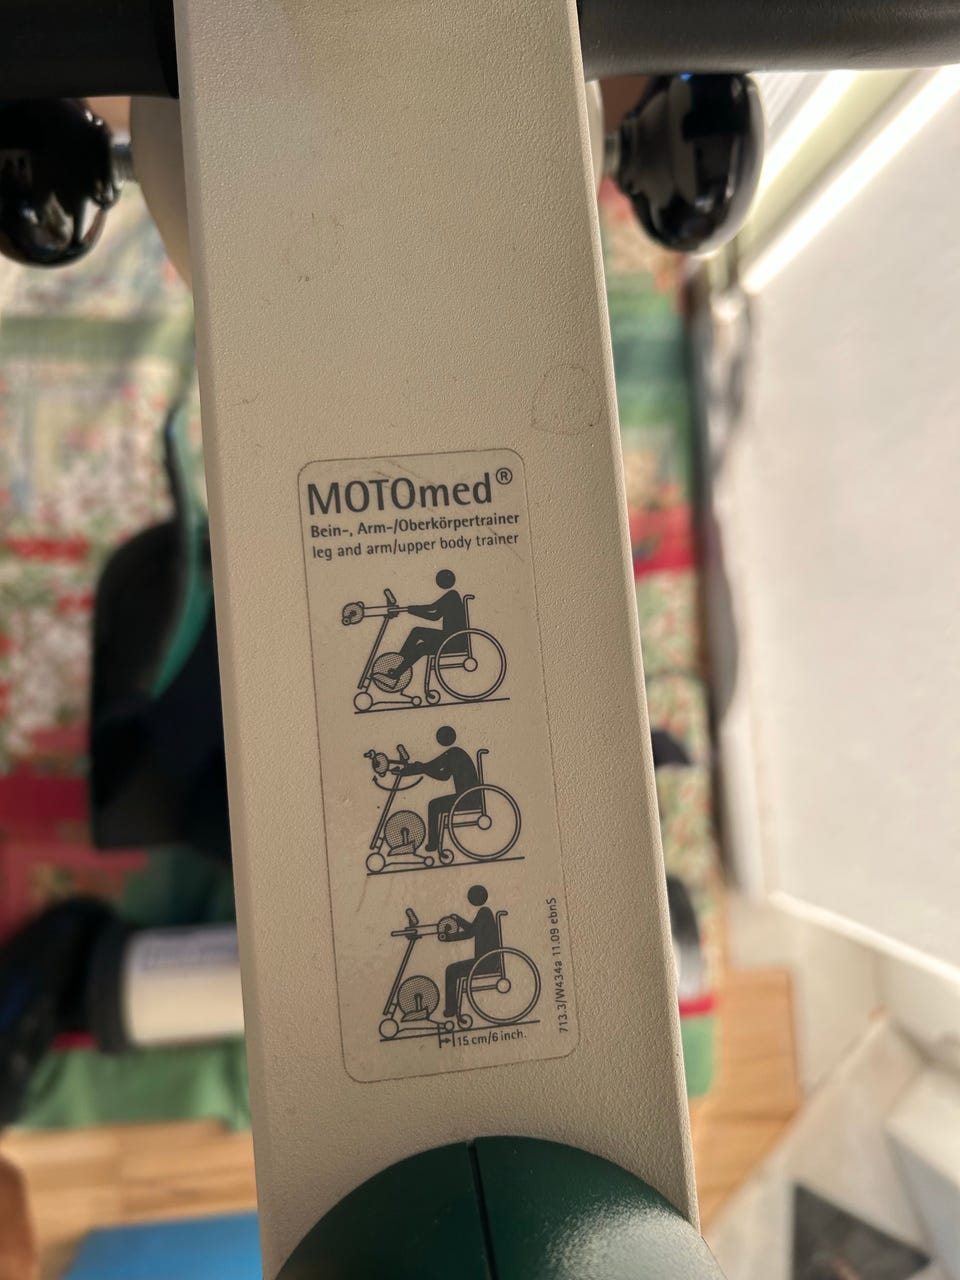 MOTOmed®
Bein-, Arm-/Oberkörpertrainer
leg and arm/upper body trainer
15 cm/6 inch.
713.3/W434a 11.09 ebnS